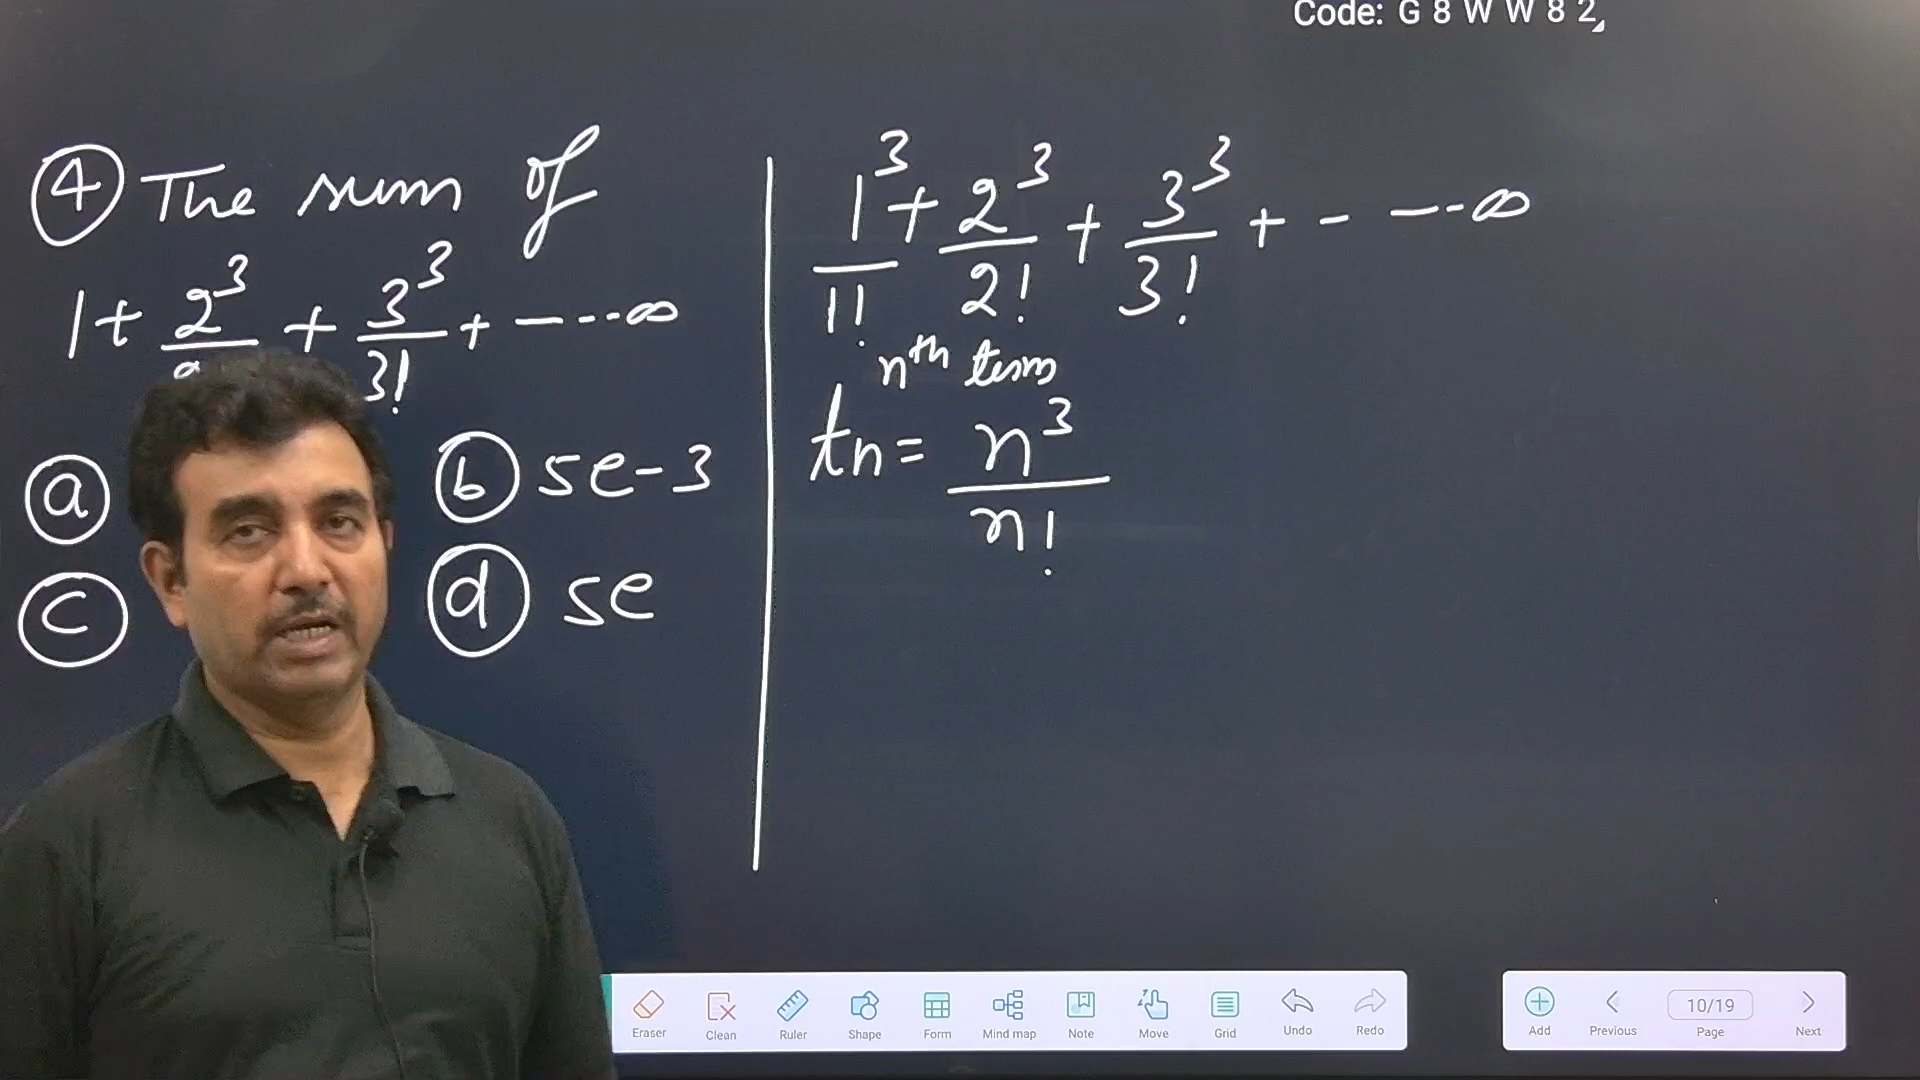 Code: G 8 W W 8 2
④ The sum of
1 + 2³/ + 3³/3! + - - - - ∞
ⓐ
ⓑ 5e - 3
ⓒ
ⓓ 5e
1³/1! + 2³/2! + 3³/3! + - - - - ∞
nth term
tn = n³/n!
Eraser Clean Ruler Shape Form Mind map Note Move Grid Undo Redo
Add Previous 10/19 Page Next